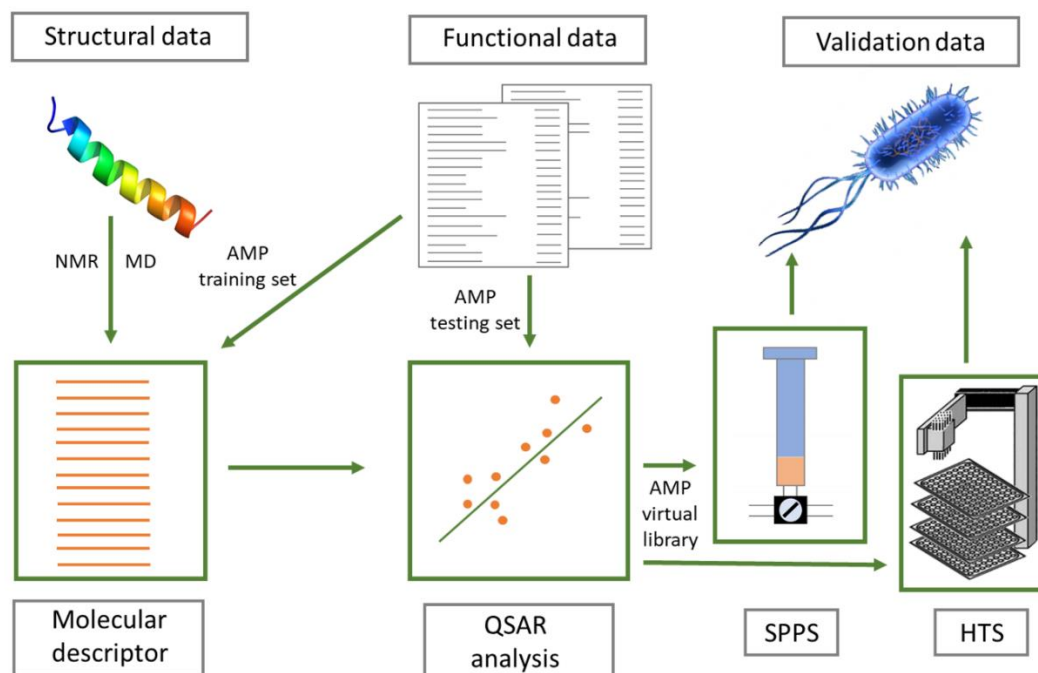 Structural data
Functional data
Validation data
NMR
MD
AMP
training set
AMP
testing set
AMP
virtual
library
Molecular
descriptor
QSAR
analysis
SPPS
HTS